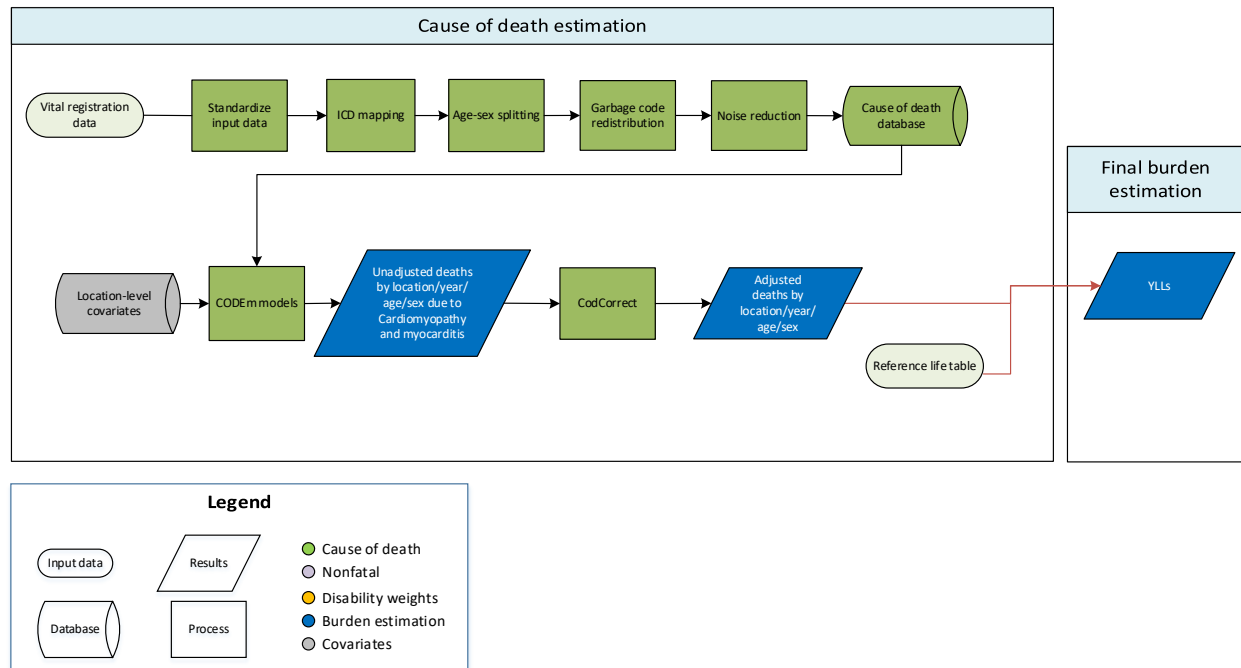 Cause of death estimation
Vital registration
data
Standardize
input data
ICD mapping
Age-sex splitting
Garbage code
redistribution
Noise reduction
Cause of death
database
Final burden
estimation
Location-level
covariates
CODEm models
Unadjusted deaths
by location/year/
age/sex due to
Cardiomyopathy
and myocarditis
CodCorrect
Adjusted
deaths by
location/year/
age/sex
Reference life table
YLLs
Legend
Input data
Results
Database
Process
Cause of death
Nonfatal
Disability weights
Burden estimation
Covariates